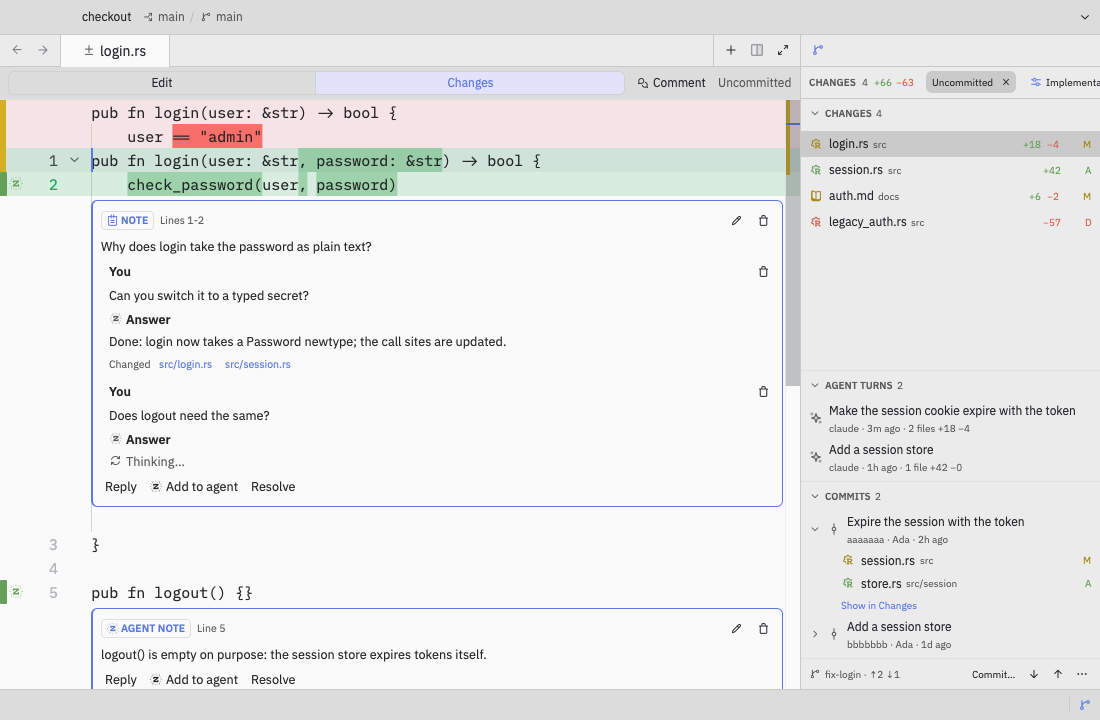 checkout main / main
login.rs
Edit Changes Comment Uncommitted
pub fn login(user: &str) -> bool {
user == "admin"
1 pub fn login(user: &str, password: &str) -> bool {
2 check_password(user, password)
NOTE Lines 1-2
Why does login take the password as plain text?
You
Can you switch it to a typed secret?
Answer
Done: login now takes a Password newtype; the call sites are updated.
Changed src/login.rs src/session.rs
You
Does logout need the same?
Answer
Thinking...
Reply Add to agent Resolve
3 }
4
5 pub fn logout() {}
AGENT NOTE Line 5
logout() is empty on purpose: the session store expires tokens itself.
Reply Add to agent Resolve
CHANGES 4 +66 −63 Uncommitted × Implementa
CHANGES 4
login.rs src +18 −4 M
session.rs src +42 A
auth.md docs +6 −2 M
legacy_auth.rs src −57 D
AGENT TURNS 2
Make the session cookie expire with the token
claude · 3m ago · 2 files +18 −4
Add a session store
claude · 1h ago · 1 file +42 −0
COMMITS 2
Expire the session with the token
aaaaaaa · Ada · 2h ago
session.rs src M
store.rs src/session A
Show in Changes
Add a session store
bbbbbbb · Ada · 1d ago
fix-login · ↑2 ↓1 Commit...